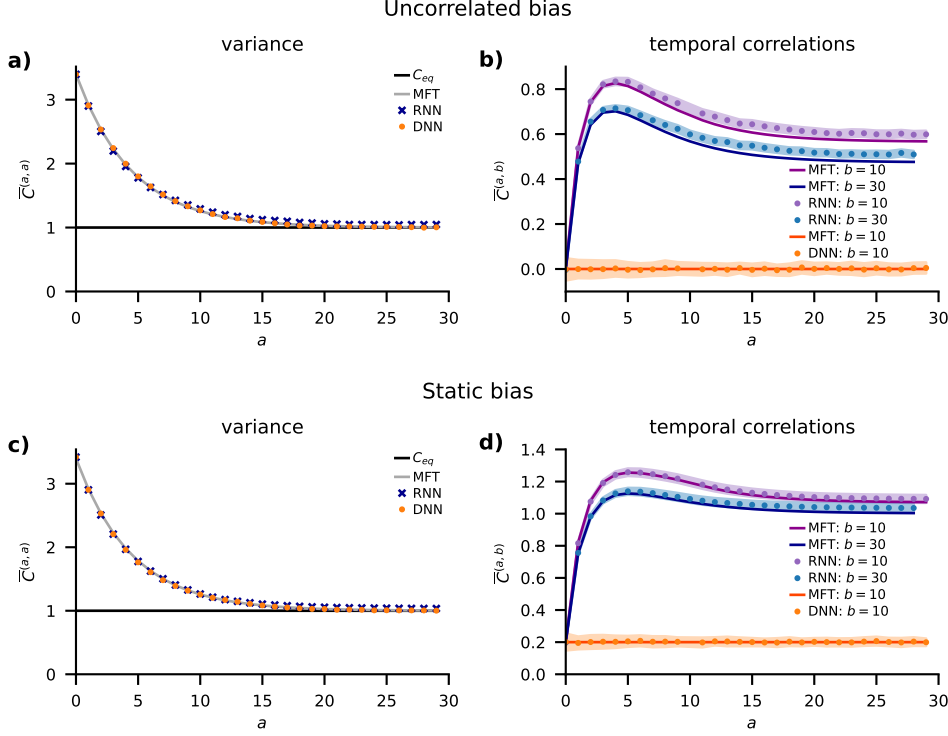 Uncorrelated bias
a)
variance
3
2
1
0
C̅^(a, a)
C_eq
MFT
RNN
DNN
0 5 10 15 20 25 30
a
b)
temporal correlations
0.8
0.6
0.4
0.2
0.0
C̅^(a, b)
MFT: b = 10
MFT: b = 30
RNN: b = 10
RNN: b = 30
MFT: b = 10
DNN: b = 10
0 5 10 15 20 25 30
a
Static bias
c)
variance
3
2
1
0
C̅^(a, a)
C_eq
MFT
RNN
DNN
0 5 10 15 20 25 30
a
d)
temporal correlations
1.4
1.2
1.0
0.8
0.6
0.4
0.2
0.0
C̅^(a, b)
MFT: b = 10
MFT: b = 30
RNN: b = 10
RNN: b = 30
MFT: b = 10
DNN: b = 10
0 5 10 15 20 25 30
a